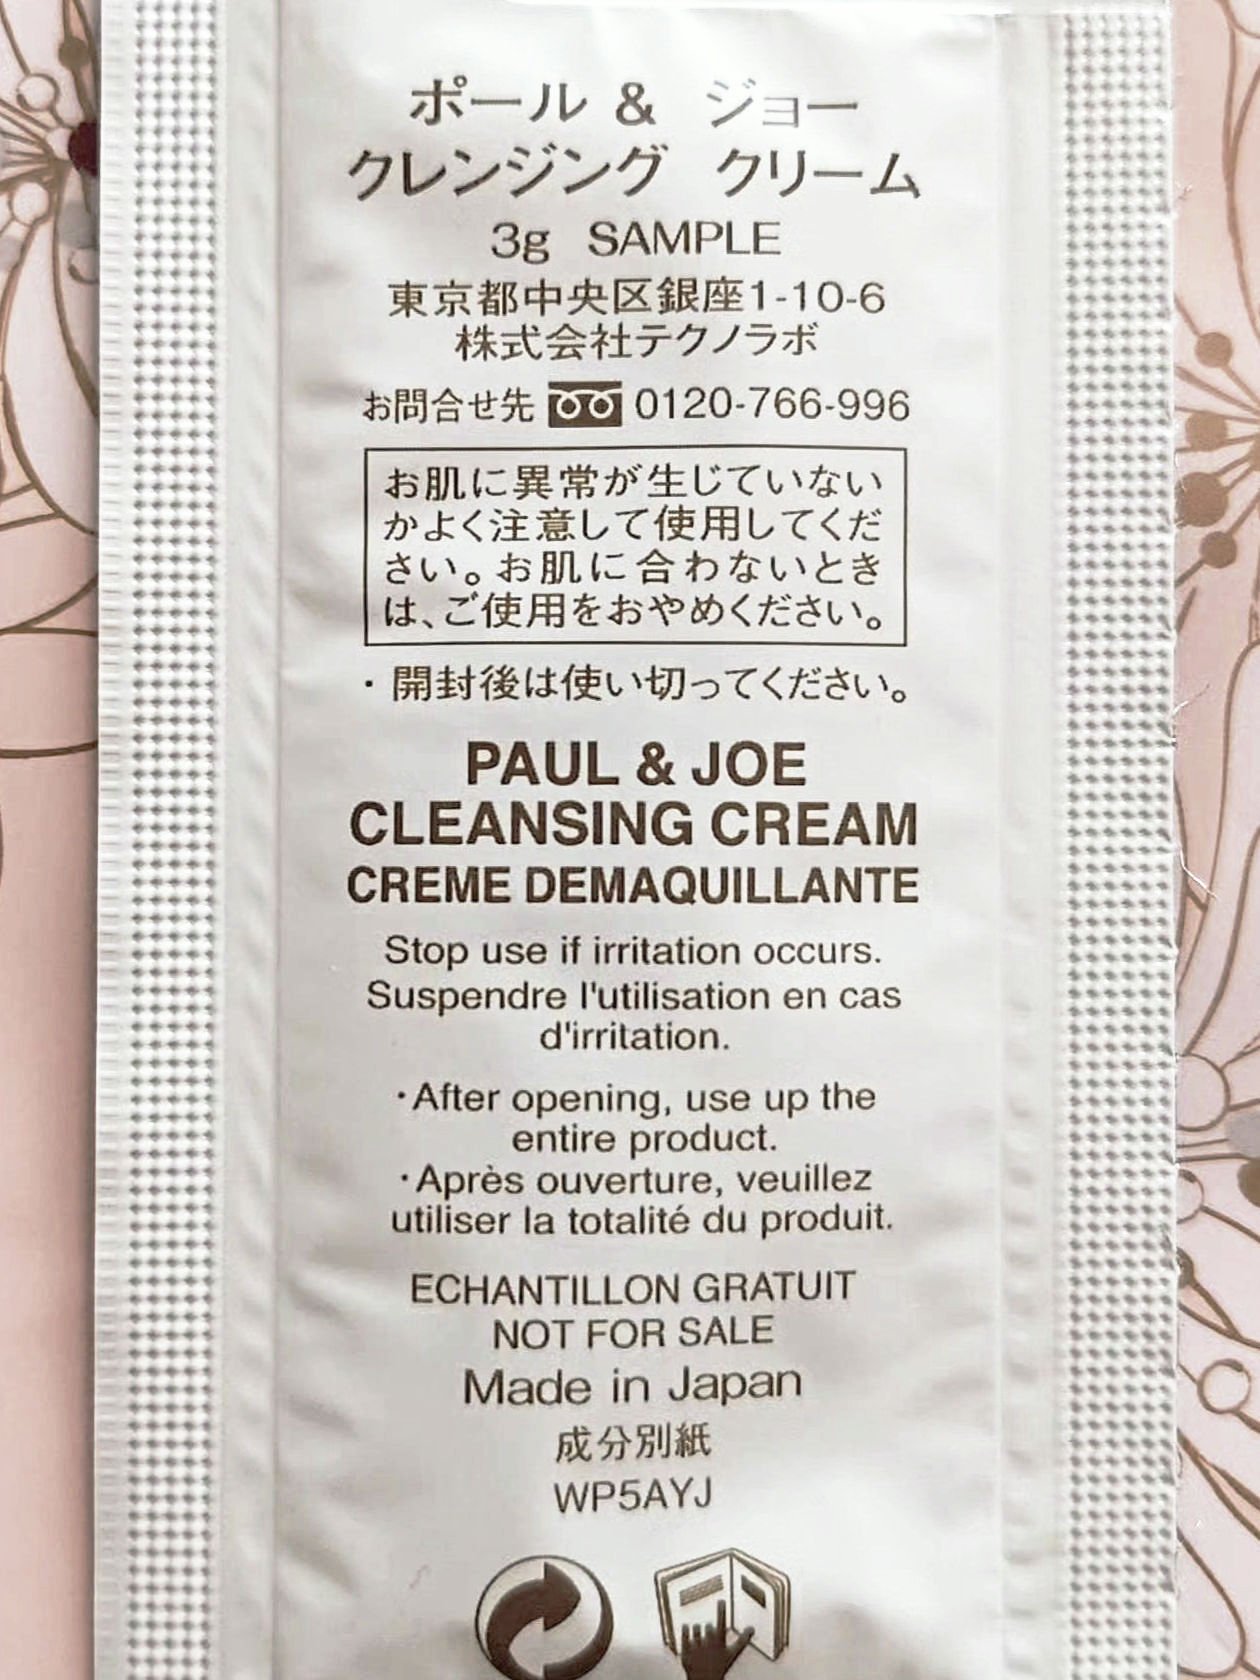 ポール & ジョー
クレンジング クリーム
3g SAMPLE
東京都中央区銀座1-10-6
株式会社テクノラボ
お問合せ先 0120-766-996
お肌に異常が生じていない
かよく注意して使用してくだ
さい。お肌に合わないとき
は、ご使用をおやめください。
・開封後は使い切ってください。
PAUL & JOE
CLEANSING CREAM
CREME DEMAQUILLANTE
Stop use if irritation occurs.
Suspendre l'utilisation en cas
d'irritation.
・After opening, use up the
entire product.
・Après ouverture, veuillez
utiliser la totalité du produit.
ECHANTILLON GRATUIT
NOT FOR SALE
Made in Japan
成分別紙
WP5AYJ